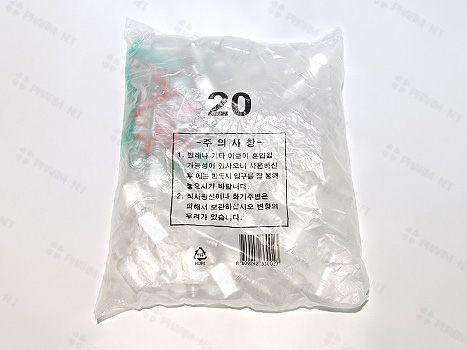 20
-주 의 사 항-
1. 벌레나 기타 이물이 혼입될
가능성이 있사오니 사용하신
후 에는 반드시 입구를 잘 봉해
놓으시기 바랍니다.
2. 직사광선이나 화기주변은
피해서 보관하십시오 변형의
우려가 있습니다.
HDPE
PHARM-NET